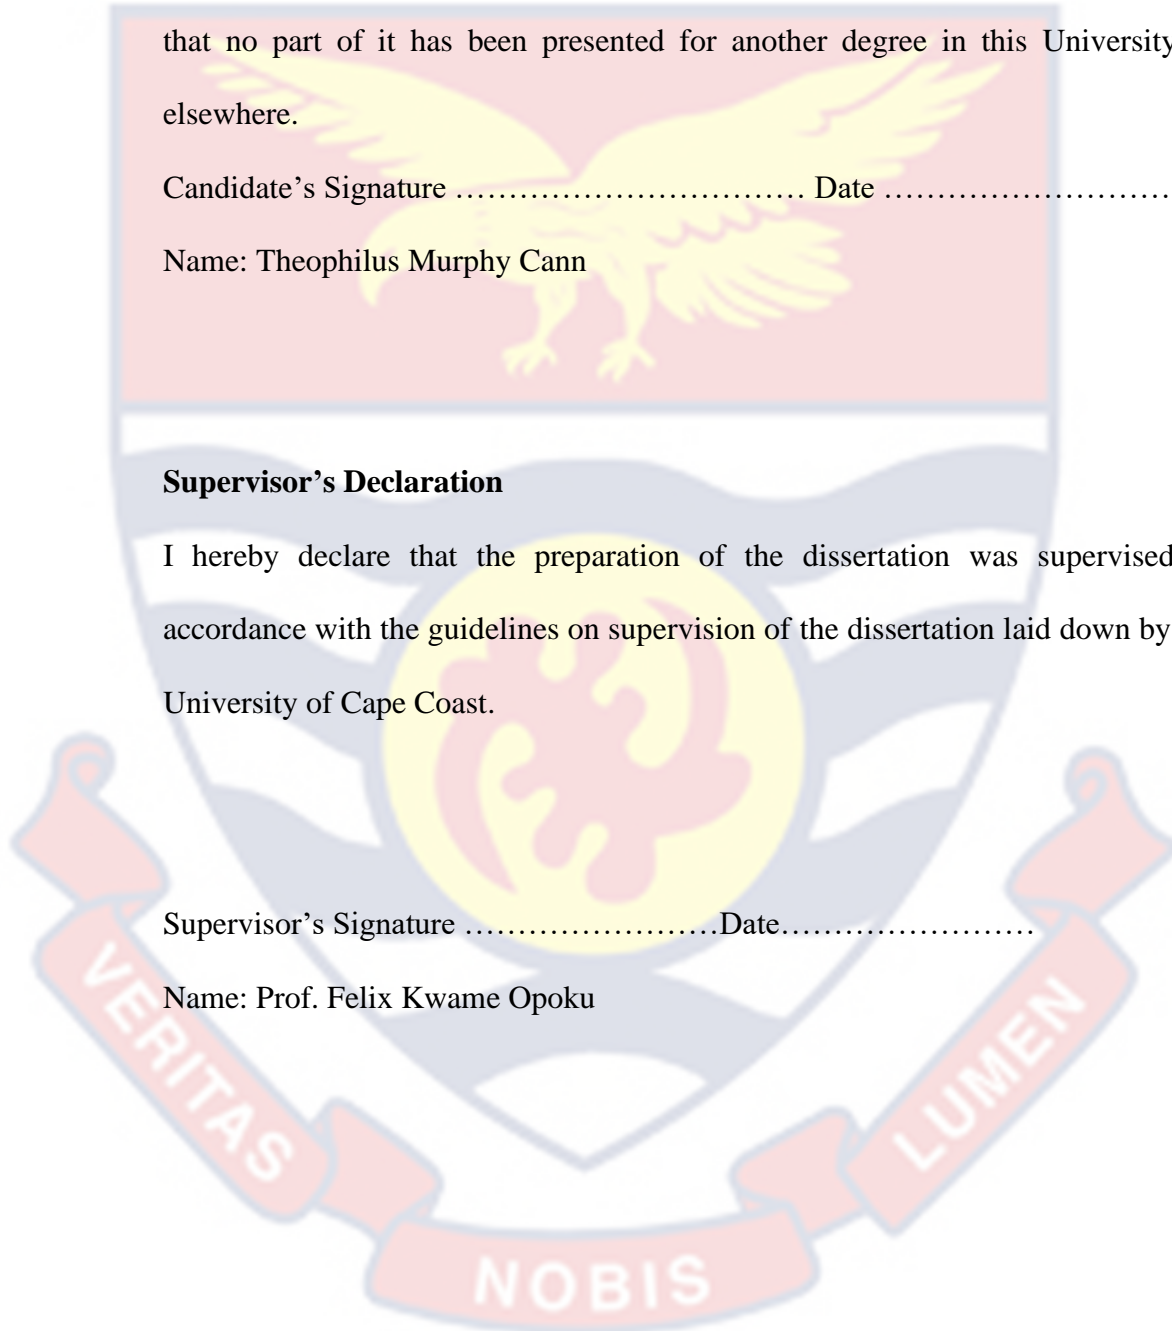 that no part of it has been presented for another degree in this University
elsewhere.
Candidate’s Signature …………………………… Date ………………………
Name: Theophilus Murphy Cann
Supervisor’s Declaration
I hereby declare that the preparation of the dissertation was supervised
accordance with the guidelines on supervision of the dissertation laid down by
University of Cape Coast.
Supervisor’s Signature ……………………Date……………………
Name: Prof. Felix Kwame Opoku
VERITAS
NOBIS
LUMEN